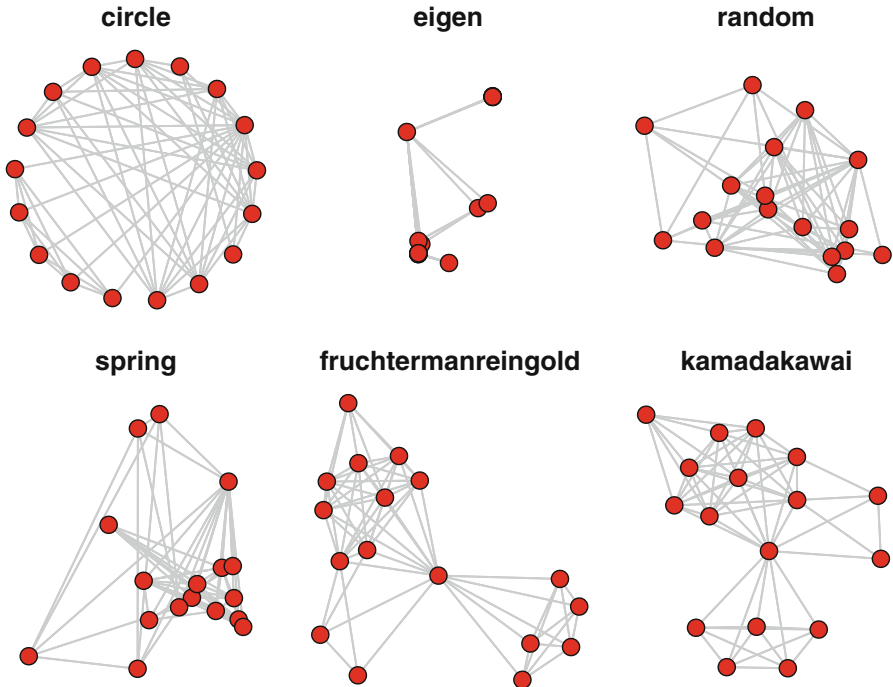 circle
eigen
random
spring
fruchtermanreingold
kamadakawai